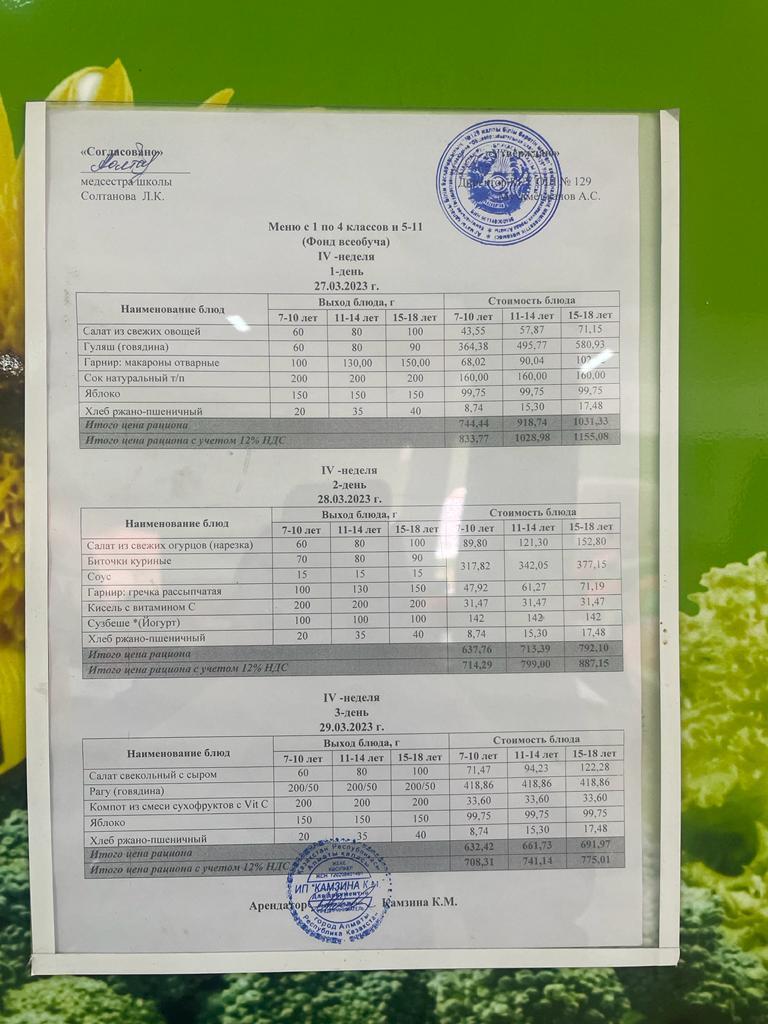 «Согласовано»
медсестра школы № 129
Солтанова Л.К. А.С.
Меню с 1 по 4 классов и 5-11
(Фонд всеобуча)
IV -неделя
1-день
27.03.2023 г.
Наименование блюд Выход блюда, г Стоимость блюда
7-10 лет 11-14 лет 15-18 лет 7-10 лет 11-14 лет 15-18 лет
Салат из свежих овощей 60 80 100 43,55 57,87 71,15
Гуляш (говядина) 60 80 90 364,38 495,77 580,93
Гарнир: макароны отварные 100 130,00 150,00 68,02 90,04
Сок натуральный т/п 200 200 200 160,00 160,00 160,00
Яблоко 150 150 150 99,75 99,75 99,75
Хлеб ржано-пшеничный 20 35 40 8,74 15,30 17,48
Итого цена рациона 744,44 918,74 1031,33
Итого цена рациона с учетом 12% НДС 833,77 1028,98 1155,08
IV -неделя
2-день
28.03.2023 г.
Наименование блюд Выход блюда, г Стоимость блюда
7-10 лет 11-14 лет 15-18 лет 7-10 лет 11-14 лет 15-18 лет
Салат из свежих огурцов (нарезка) 60 80 100 89,80 121,30 152,80
Биточки куриные 70 80 90 317,82 342,05 377,15
Соус 15 15 15
Гарнир: гречка рассыпчатая 100 130 150 47,92 61,27 71,19
Кисель с витамином С 200 200 200 31,47 31,47 31,47
Сузбеше *(Йогурт) 100 100 100 142 142 142
Хлеб ржано-пшеничный 20 35 40 8,74 15,30 17,48
Итого цена рациона 637,76 713,39 792,10
Итого цена рациона с учетом 12% НДС 714,29 799,00 887,15
IV -неделя
3-день
29.03.2023 г.
Наименование блюд Выход блюда, г Стоимость блюда
7-10 лет 11-14 лет 15-18 лет 7-10 лет 11-14 лет 15-18 лет
Салат свекольный с сыром 60 80 100 71,47 94,23 122,28
Рагу (говядина) 200/50 200/50 200/50 418,86 418,86 418,86
Компот из смеси сухофруктов с Vit C 200 200 200 33,60 33,60 33,60
Яблоко 150 150 150 99,75 99,75 99,75
Хлеб ржано-пшеничный 20 35 40 8,74 15,30 17,48
Итого цена рациона 632,42 661,73 691,97
Итого цена рациона с учетом 12% НДС 708,31 741,14 775,01
Арендатор Камзина К.М.
ИП "КАМЗИНА К.М."
город Алматы
Республика Казахстан